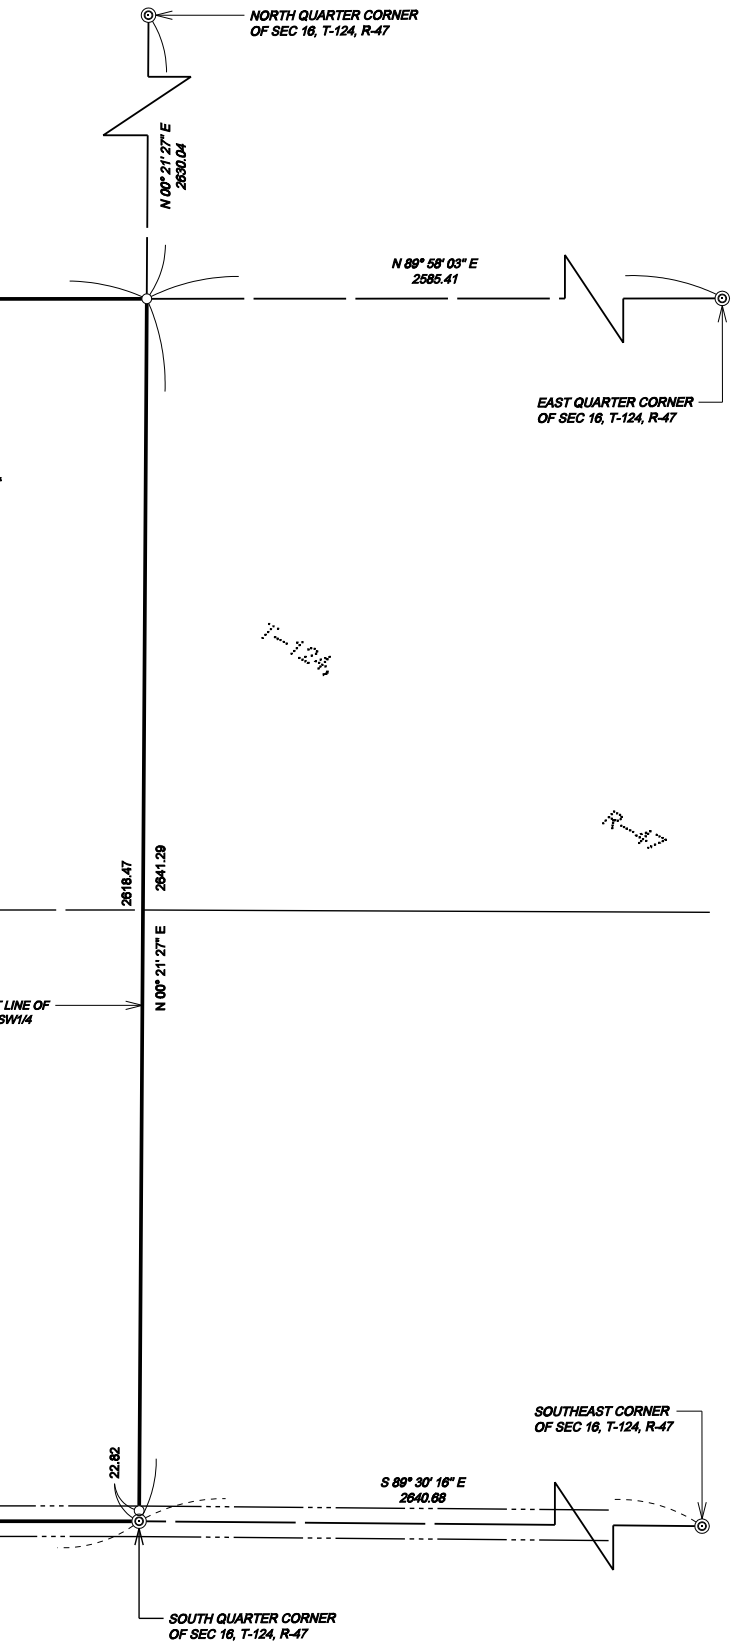 NORTH QUARTER CORNER
OF SEC 16, T-124, R-47
N 00° 21' 27" E
2630.04
N 89° 58' 03" E
2585.41
EAST QUARTER CORNER
OF SEC 16, T-124, R-47
T-124,
R-47
2618.47
2641.29
N 00° 21' 27" E
LINE OF
SW1/4
SOUTHEAST CORNER
OF SEC 16, T-124, R-47
22.82
S 89° 30' 16" E
2640.68
SOUTH QUARTER CORNER
OF SEC 16, T-124, R-47